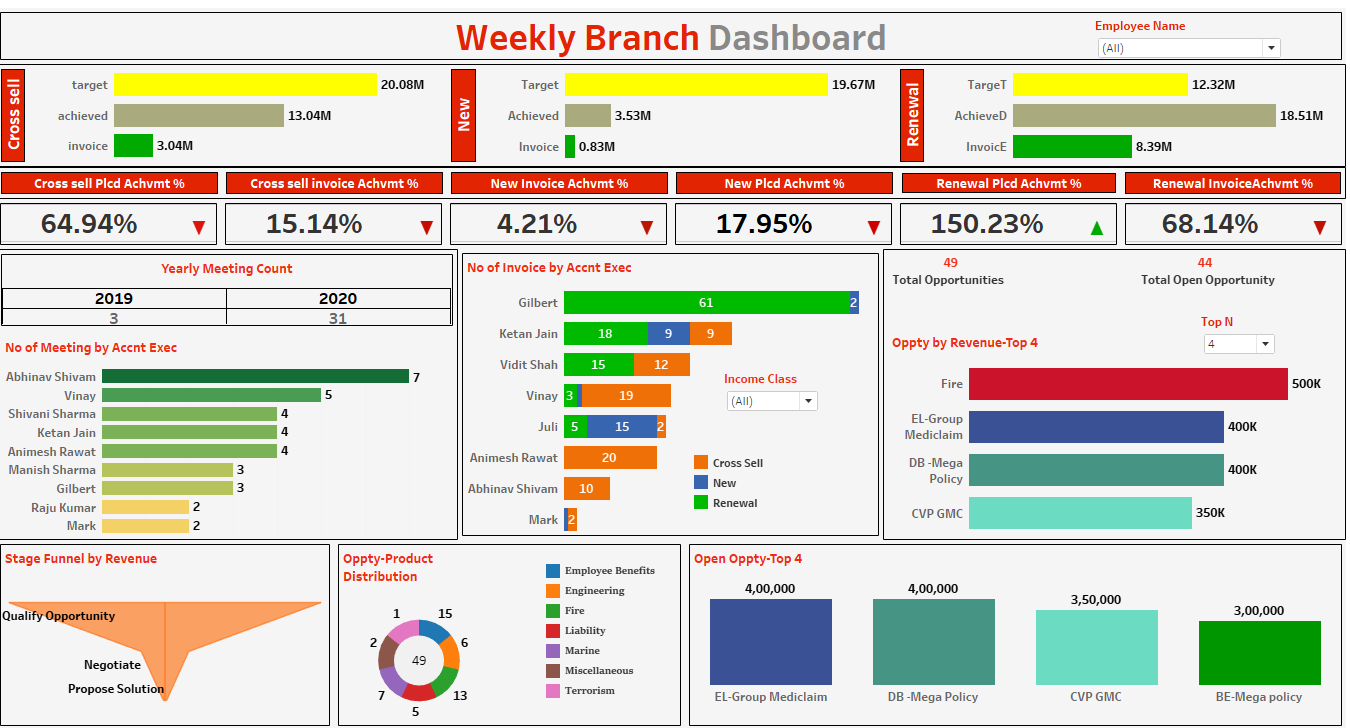 Weekly Branch Dashboard
Employee Name
(All)
Cross sell
target 20.08M
achieved 13.04M
invoice 3.04M
New
Target 19.67M
Achieved 3.53M
Invoice 0.83M
Renewal
TargeT 12.32M
AchieveD 18.51M
InvoicE 8.39M
Cross sell Plcd Achvmt %
Cross sell invoice Achvmt %
New Invoice Achvmt %
New Plcd Achvmt %
Renewal Plcd Achvmt %
Renewal InvoiceAchvmt %
64.94%
15.14%
4.21%
17.95%
150.23%
68.14%
Yearly Meeting Count
2019 2020
3 31
No of Meeting by Accnt Exec
Abhinav Shivam 7
Vinay 5
Shivani Sharma 4
Ketan Jain 4
Animesh Rawat 4
Manish Sharma 3
Gilbert 3
Raju Kumar 2
Mark 2
No of Invoice by Accnt Exec
Gilbert 61 2
Ketan Jain 18 9 9
Vidit Shah 15 12
Vinay 3 19
Juli 5 15 2
Animesh Rawat 20
Abhinav Shivam 10
Mark 2
Income Class
(All)
Cross Sell
New
Renewal
49
Total Opportunities
44
Total Open Opportunity
Top N
4
Oppty by Revenue-Top 4
Fire 500K
EL-Group
Mediclaim 400K
DB -Mega
Policy 400K
CVP GMC 350K
Stage Funnel by Revenue
Qualify Opportunity
Negotiate
Propose Solution
Oppty-Product
Distribution
1 15
2 6
49
7 13
5
Employee Benefits
Engineering
Fire
Liability
Marine
Miscellaneous
Terrorism
Open Oppty-Top 4
4,00,000 4,00,000 3,50,000 3,00,000
EL-Group Mediclaim DB -Mega Policy CVP GMC BE-Mega policy